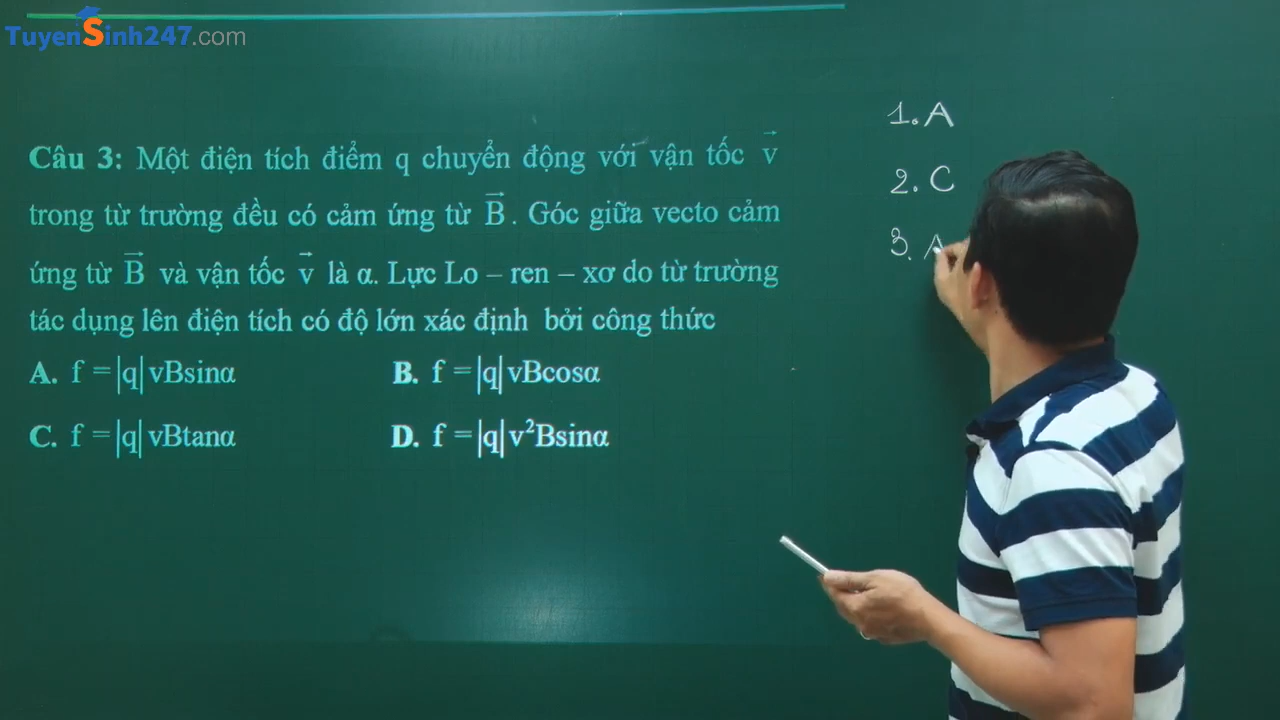 TuyenSinh247.com
1. A
2. C
3. A
Câu 3: Một điện tích điểm q chuyển động với vận tốc v⃗
trong từ trường đều có cảm ứng từ B⃗. Góc giữa vecto cảm
ứng từ B⃗ và vận tốc v⃗ là α. Lực Lo – ren – xơ do từ trường
tác dụng lên điện tích có độ lớn xác định bởi công thức
A. f = |q| vBsinα B. f = |q| vBcosα
C. f = |q| vBtanα D. f = |q| v²Bsinα